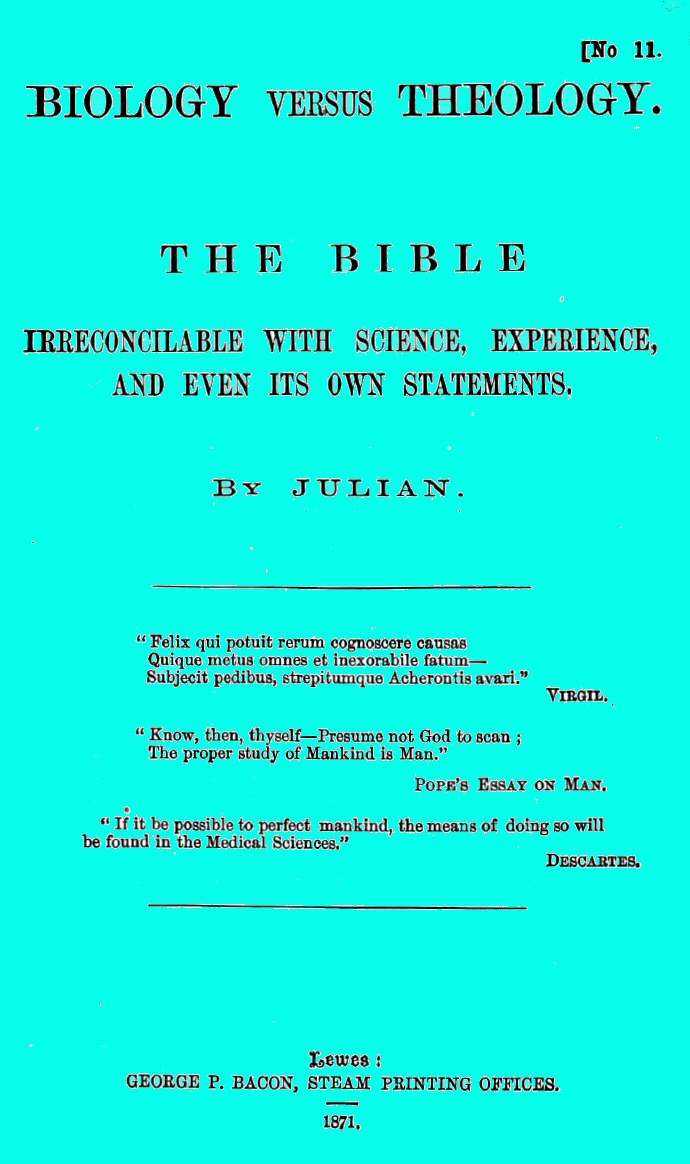 [No 11.
BIOLOGY VERSUS THEOLOGY.
THE BIBLE
IRRECONCILABLE WITH SCIENCE, EXPERIENCE,
AND EVEN ITS OWN STATEMENTS.
BY JULIAN.
“Felix qui potuit rerum cognoscere causas
Quique metus omnes et inexorabile fatum—
Subjecit pedibus, strepitumque Acherontis avari.”
VIRGIL.
“Know, then, thyself—Presume not God to scan ;
The proper study of Mankind is Man.”
POPE'S ESSAY ON MAN.
“If it be possible to perfect mankind, the means of doing so will
be found in the Medical Sciences.”
DESCARTES.
Lewes :
GEORGE P. BACON, STEAM PRINTING OFFICES.
1871.